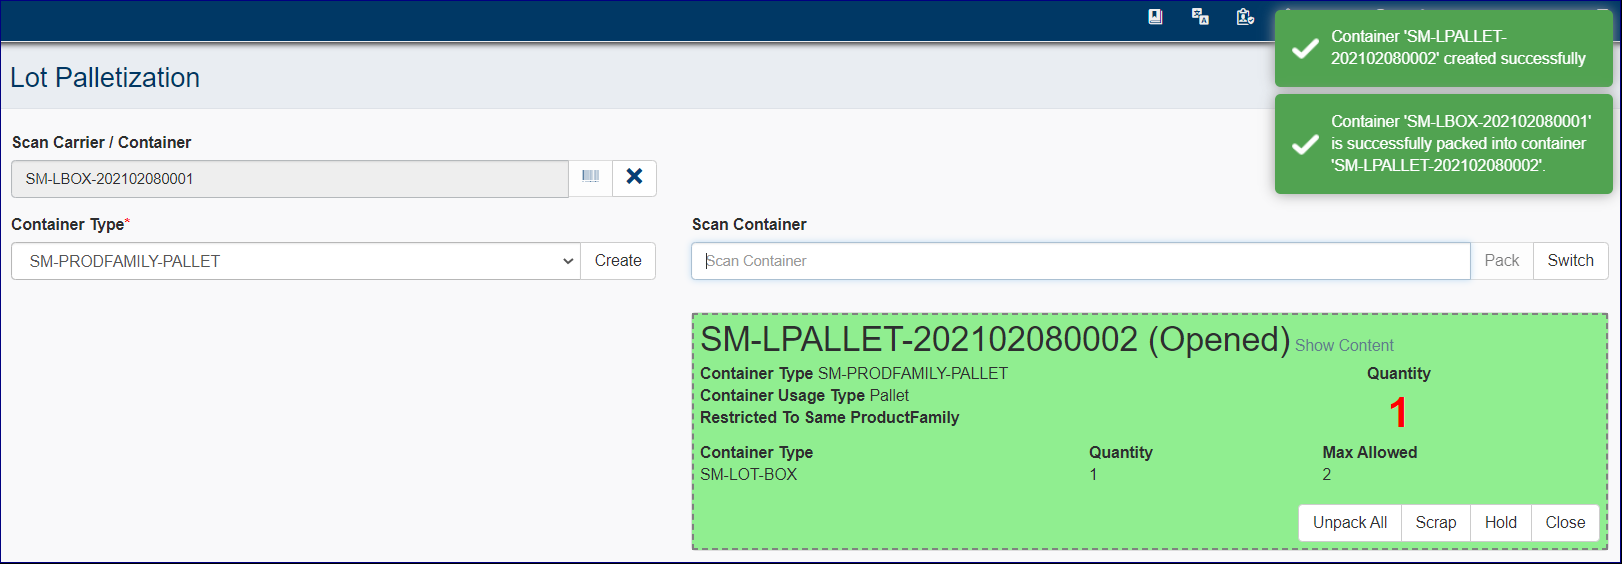 Container 'SM-LPALLET-
202102080002' created successfully
Lot Palletization
Container 'SM-LBOX-202102080001'
is successfully packed into container
'SM-LPALLET-202102080002'.
Scan Carrier / Container
SM-LBOX-202102080001
Container Type*
SM-PRODFAMILY-PALLET
Create
Scan Container
Scan Container
Pack
Switch
SM-LPALLET-202102080002 (Opened) Show Content
Container Type SM-PRODFAMILY-PALLET
Quantity
Container Usage Type Pallet
1
Restricted To Same ProductFamily
Container Type Quantity Max Allowed
SM-LOT-BOX 1 2
Unpack All Scrap Hold Close